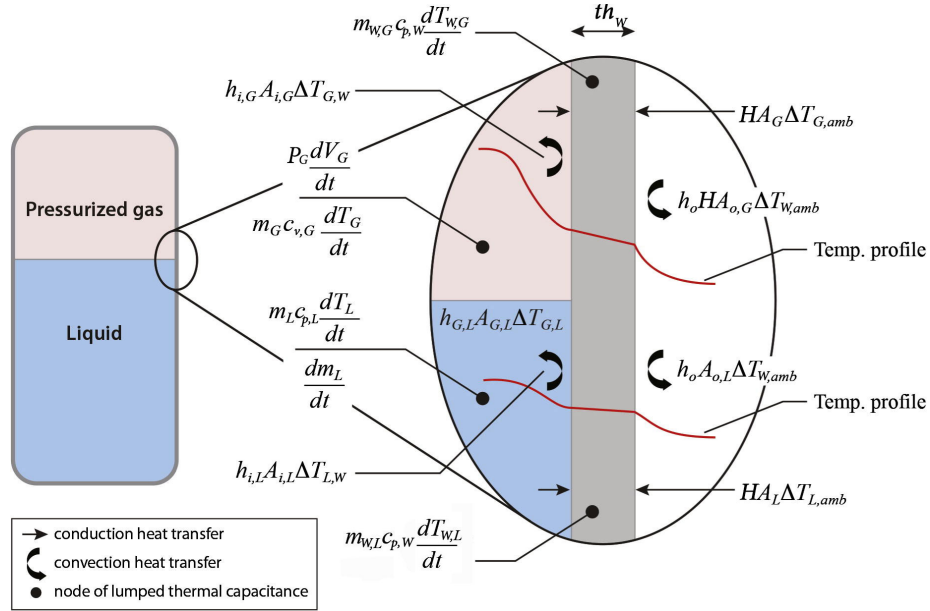 m_{W,G} c_{p,W} dT_{W,G}/dt
th_W
h_{i,G} A_{i,G} ΔT_{G,W}
HA_G ΔT_{G,amb}
P_G dV_G/dt
Pressurized gas
h_o HA_{o,G} ΔT_{W,amb}
m_G c_{v,G} dT_G/dt
Temp. profile
m_L c_{p,L} dT_L/dt
h_{G,L} A_{G,L} ΔT_{G,L}
Liquid
dm_L/dt
h_o A_{o,L} ΔT_{W,amb}
Temp. profile
h_{i,L} A_{i,L} ΔT_{L,W}
HA_L ΔT_{L,amb}
m_{W,L} c_{p,W} dT_{W,L}/dt
conduction heat transfer
convection heat transfer
node of lumped thermal capacitance